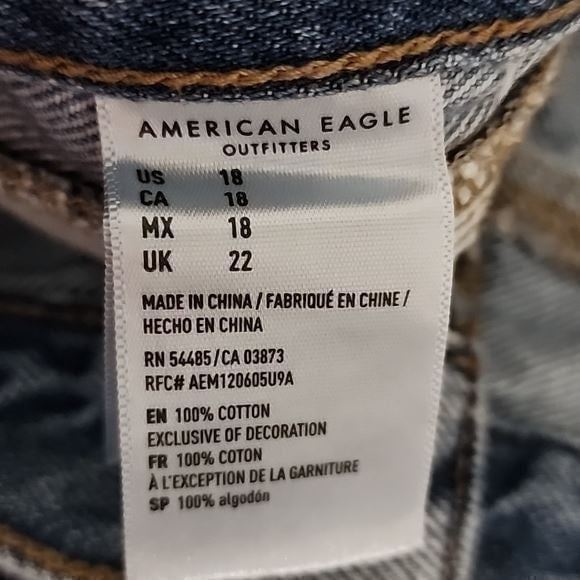 AMERICAN EAGLE
OUTFITTERS
US 18
CA 18
MX 18
UK 22
MADE IN CHINA / FABRIQUÉ EN CHINE /
HECHO EN CHINA
RN 54485/CA 03873
RFC# AEM120605U9A
EN 100% COTTON
EXCLUSIVE OF DECORATION
FR 100% COTON
À L'EXCEPTION DE LA GARNITURE
SP 100% algodón